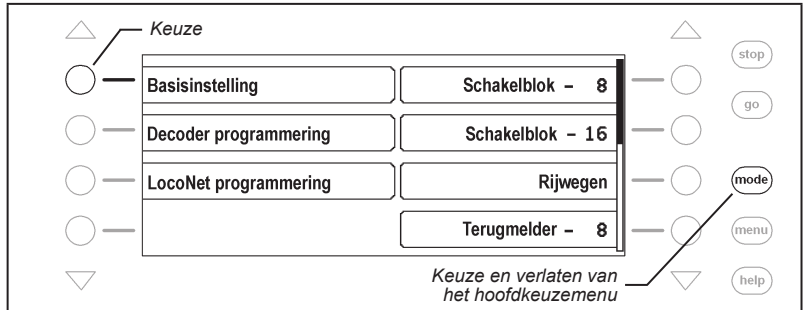 Keuze
stop
Basisinstelling
Schakelblok – 8
go
Decoder programmering
Schakelblok – 16
LocoNet programmering
Rijwegen
mode
Terugmelder – 8
menu
Keuze en verlaten van
het hoofdkeuzemenu
help